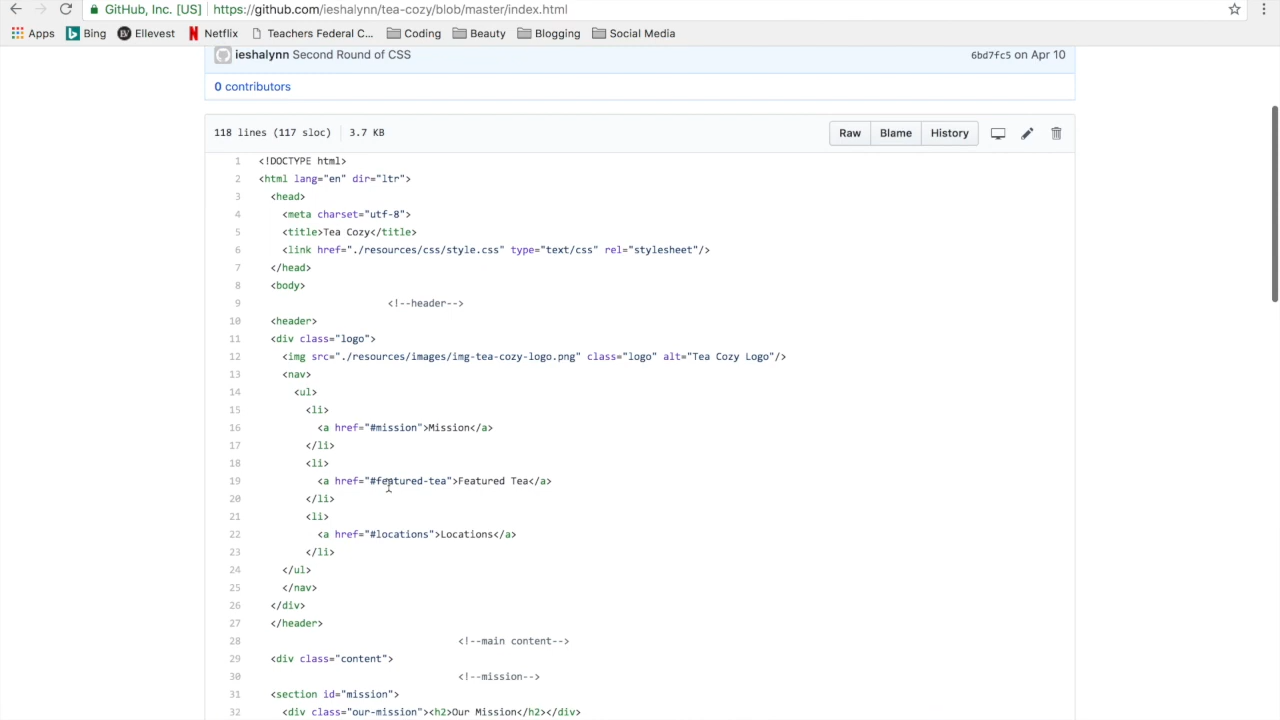 GitHub, Inc. [US] https://github.com/ieshalynn/tea-cozy/blob/master/index.html
Apps Bing Ellevest Netflix Teachers Federal C... Coding Beauty Blogging Social Media
ieshalynn Second Round of CSS 6bd7fc5 on Apr 10
0 contributors
118 lines (117 sloc) 3.7 KB Raw Blame History
1 <!DOCTYPE html>
2 <html lang="en" dir="ltr">
3 <head>
4 <meta charset="utf-8">
5 <title>Tea Cozy</title>
6 <link href="./resources/css/style.css" type="text/css" rel="stylesheet"/>
7 </head>
8 <body>
9 <!--header-->
10 <header>
11 <div class="logo">
12 <img src="./resources/images/img-tea-cozy-logo.png" class="logo" alt="Tea Cozy Logo"/>
13 <nav>
14 <ul>
15 <li>
16 <a href="#mission">Mission</a>
17 </li>
18 <li>
19 <a href="#featured-tea">Featured Tea</a>
20 </li>
21 <li>
22 <a href="#locations">Locations</a>
23 </li>
24 </ul>
25 </nav>
26 </div>
27 </header>
28 <!--main content-->
29 <div class="content">
30 <!--mission-->
31 <section id="mission">
32 <div class="our-mission"><h2>Our Mission</h2></div>